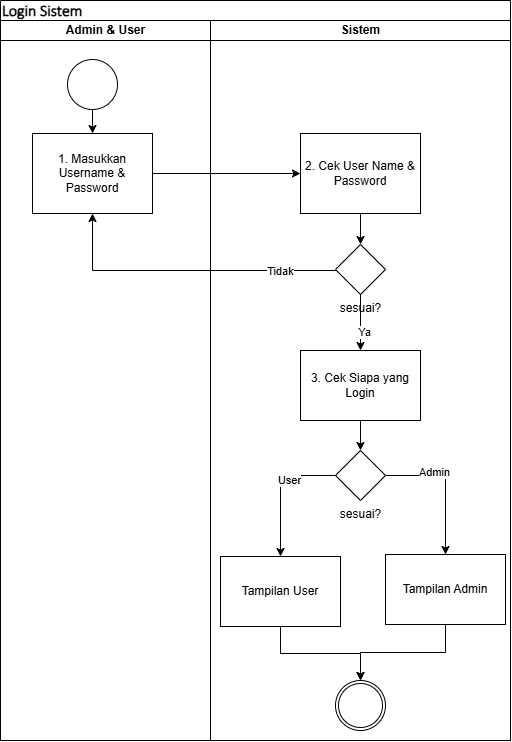 Login Sistem
Admin & User
Sistem
1. Masukkan
Username &
Password
2. Cek User Name &
Password
Tidak
sesuai?
Ya
3. Cek Siapa yang
Login
User
Admin
sesuai?
Tampilan User
Tampilan Admin